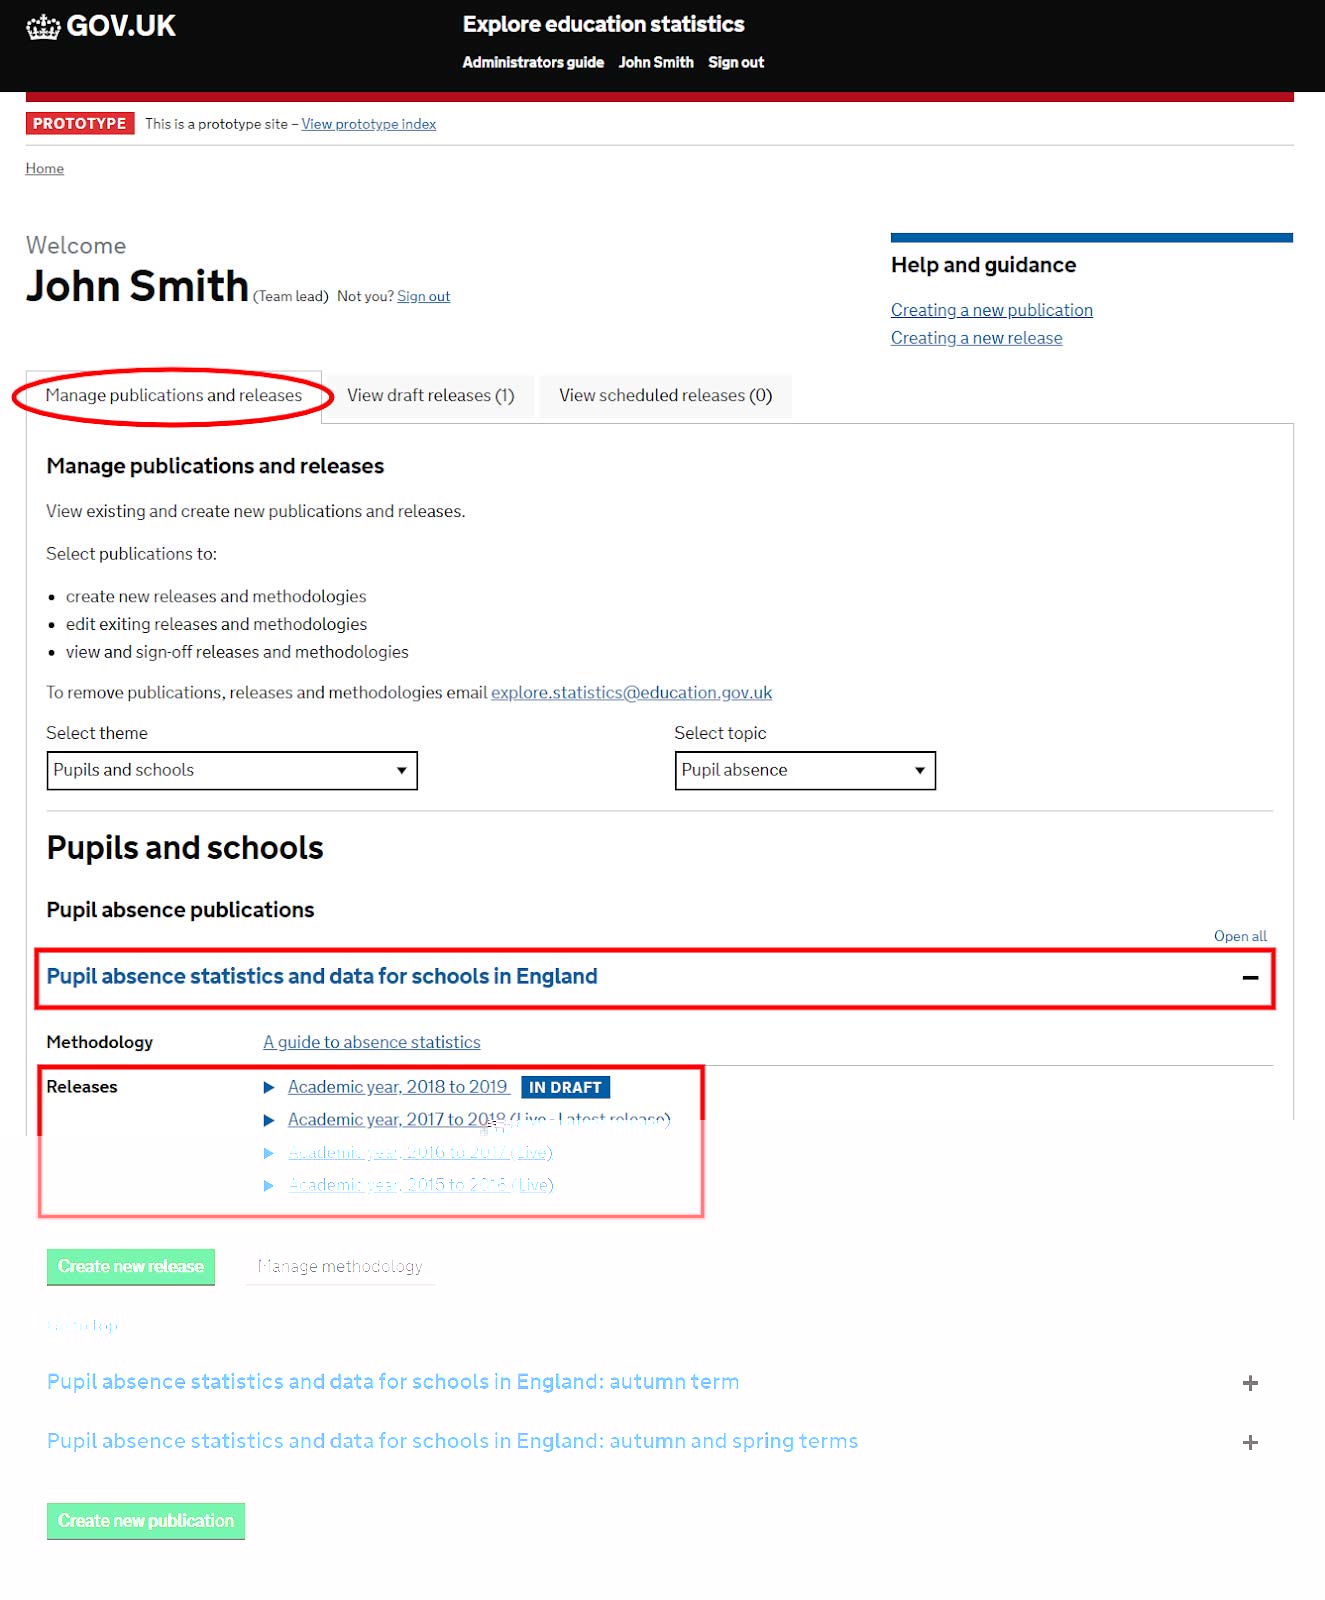 GOV.UK
Explore education statistics
Administrators guide John Smith Sign out
PROTOTYPE This is a prototype site – View prototype index
Home
Welcome
John Smith (Team lead) Not you? Sign out
Help and guidance
Creating a new publication
Creating a new release
Manage publications and releases View draft releases (1) View scheduled releases (0)
Manage publications and releases
View existing and create new publications and releases.
Select publications to:
• create new releases and methodologies
• edit exiting releases and methodologies
• view and sign-off releases and methodologies
To remove publications, releases and methodologies email explore.statistics@education.gov.uk
Select theme Select topic
Pupils and schools Pupil absence
Pupils and schools
Pupil absence publications
Open all
Pupil absence statistics and data for schools in England
Methodology A guide to absence statistics
Releases Academic year, 2018 to 2019 IN DRAFT
Academic year, 2017 to 2018 (Live - Latest release)
Academic year, 2016 to 2017 (Live)
Academic year, 2015 to 2016 (Live)
Create new release Manage methodology
top
Pupil absence statistics and data for schools in England: autumn term
Pupil absence statistics and data for schools in England: autumn and spring terms
Create new publication